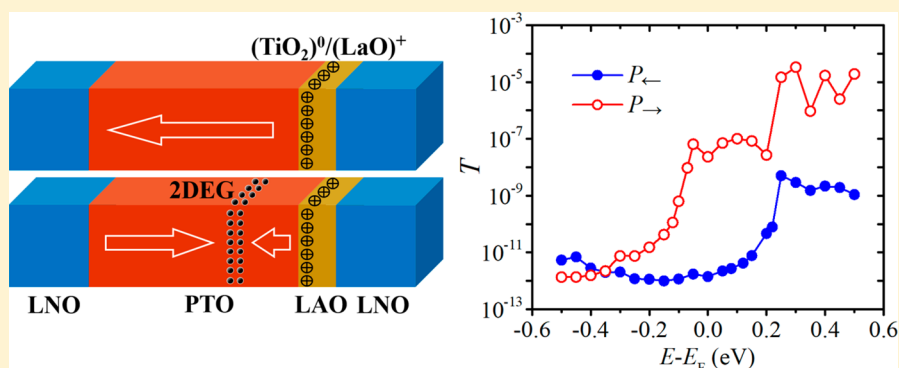 (TiO₂)⁰/(LaO)⁺
2DEG
LNO PTO LAO LNO
10⁻³
10⁻⁵
10⁻⁷
10⁻⁹
10⁻¹¹
10⁻¹³
T
P←
P→
-0.6 -0.4 -0.2 0.0 0.2 0.4 0.6
E-E_F (eV)